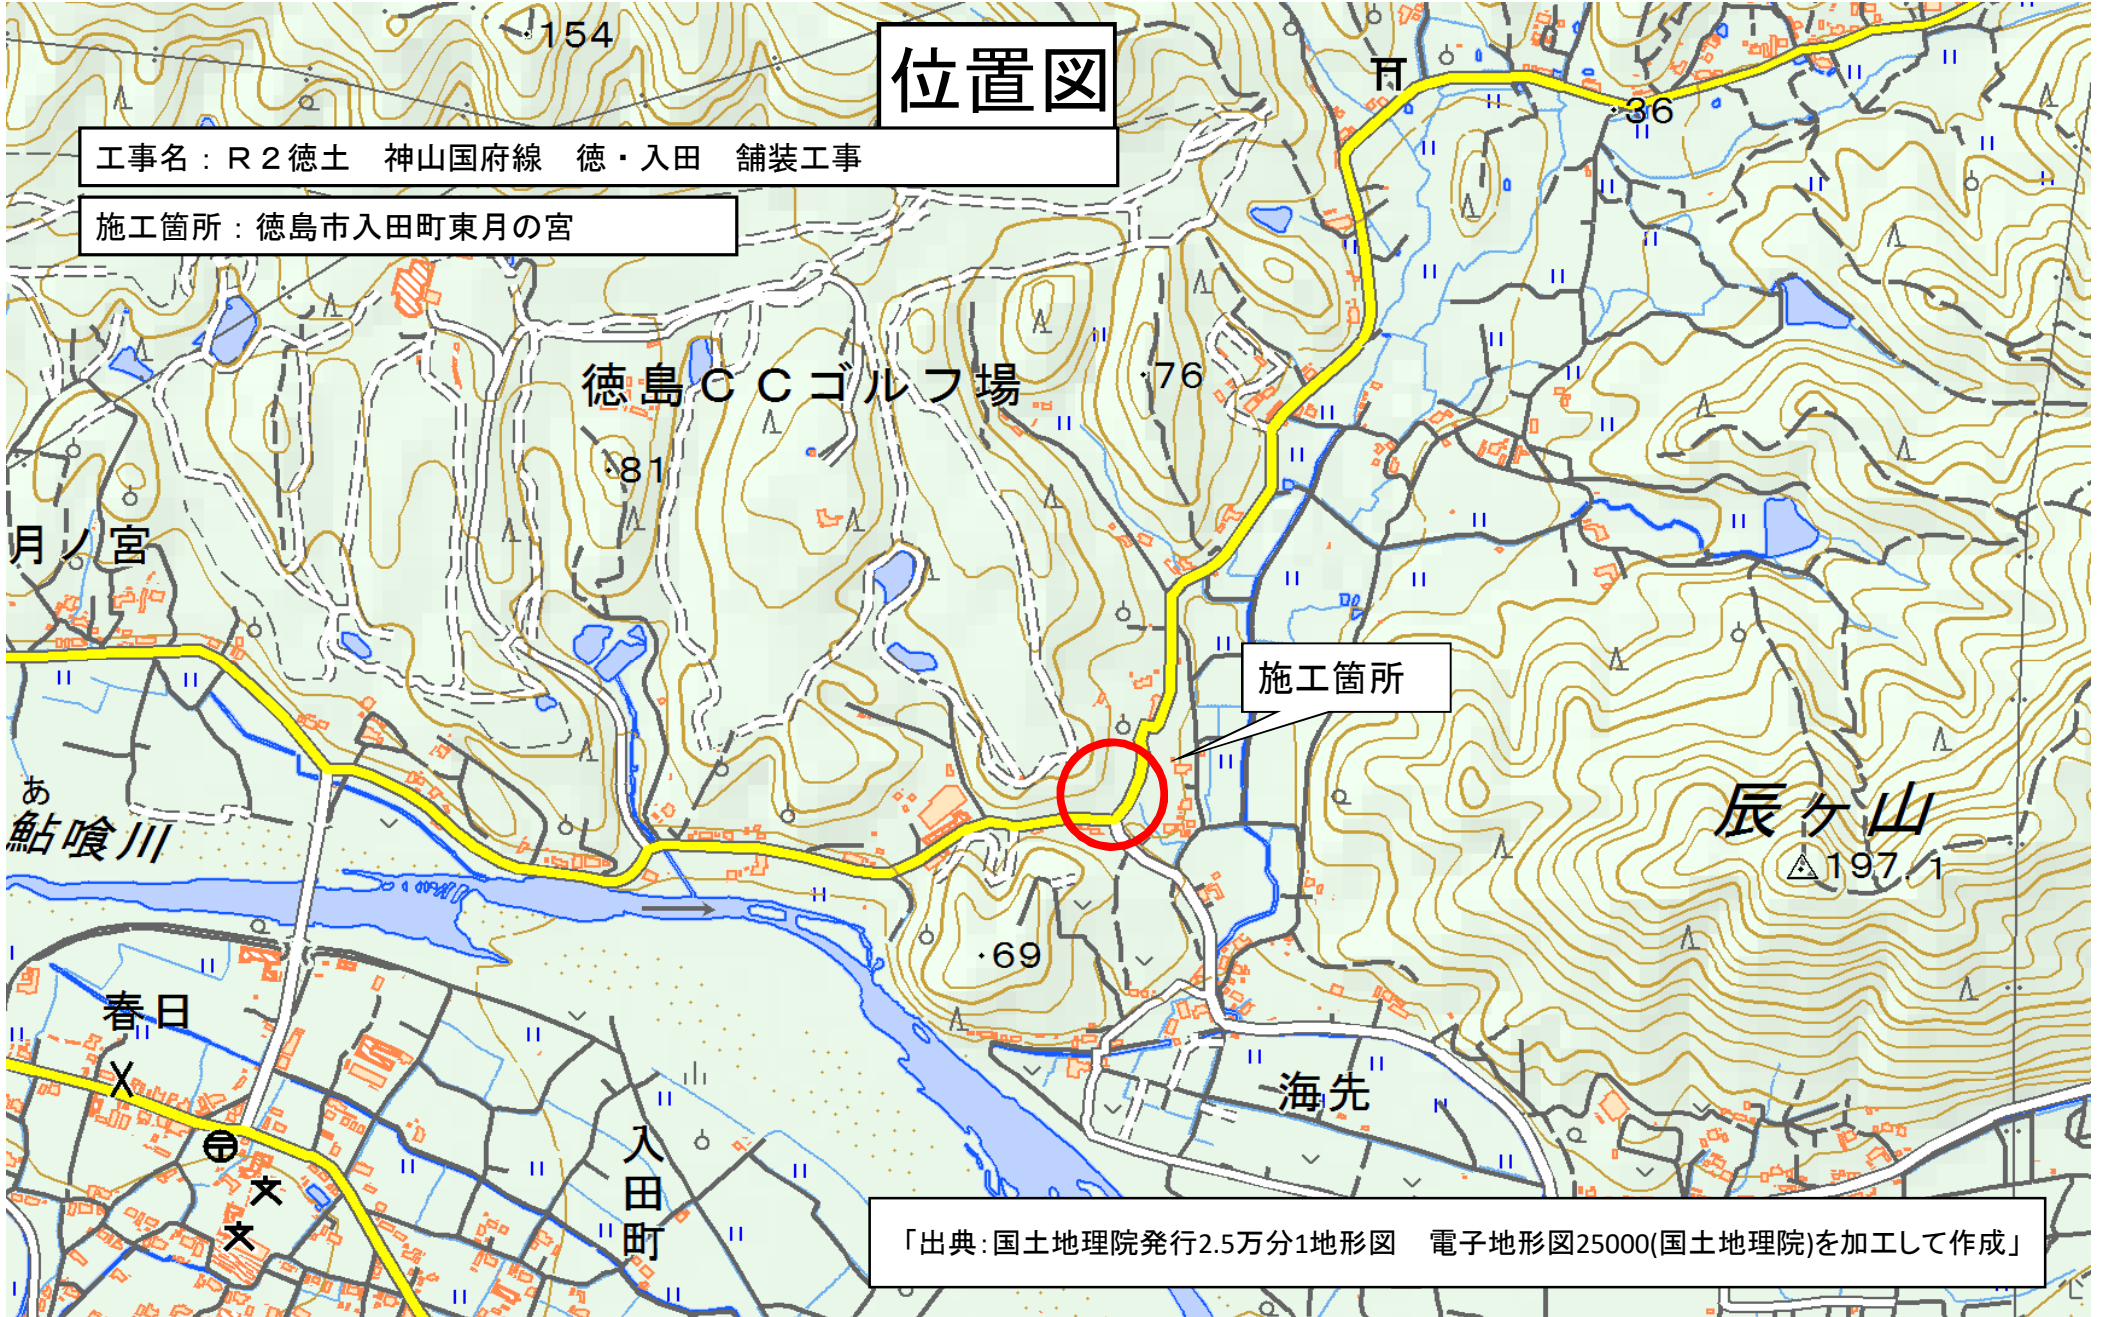 154
位置図
36
工事名：Ｒ２徳土　神山国府線　徳・入田　舗装工事
施工箇所：徳島市入田町東月の宮
徳島ＣＣゴルフ場
76
81
月ノ宮
施工箇所
辰ヶ山
197.1
あ
鮎喰川
69
春日
海先
入田町
「出典：国土地理院発行2.5万分1地形図　電子地形図25000(国土地理院)を加工して作成」